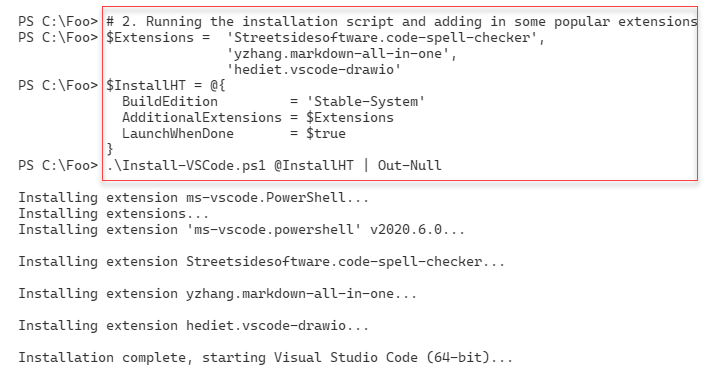 PS C:\Foo> # 2. Running the installation script and adding in some popular extensions
PS C:\Foo> $Extensions =  'Streetsidesoftware.code-spell-checker',
                          'yzhang.markdown-all-in-one',
                          'hediet.vscode-drawio'
PS C:\Foo> $InstallHT = @{
             BuildEdition         = 'Stable-System'
             AdditionalExtensions = $Extensions
             LaunchWhenDone       = $true
           }
PS C:\Foo> .\Install-VSCode.ps1 @InstallHT | Out-Null
Installing extension ms-vscode.PowerShell...
Installing extensions...
Installing extension 'ms-vscode.powershell' v2020.6.0...
Installing extension Streetsidesoftware.code-spell-checker...
Installing extension yzhang.markdown-all-in-one...
Installing extension hediet.vscode-drawio...
Installation complete, starting Visual Studio Code (64-bit)...